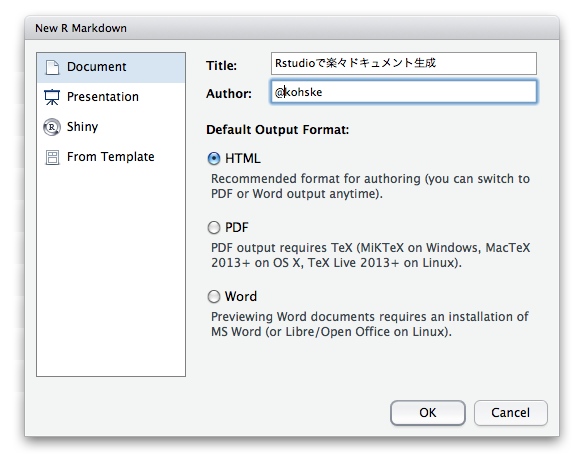 New R Markdown
Document
Presentation
Shiny
From Template
Title: Rstudioで楽々ドキュメント生成
Author: @kohske
Default Output Format:
HTML
Recommended format for authoring (you can switch to
PDF or Word output anytime).
PDF
PDF output requires TeX (MiKTeX on Windows, MacTeX
2013+ on OS X, TeX Live 2013+ on Linux).
Word
Previewing Word documents requires an installation of
MS Word (or Libre/Open Office on Linux).
OK Cancel